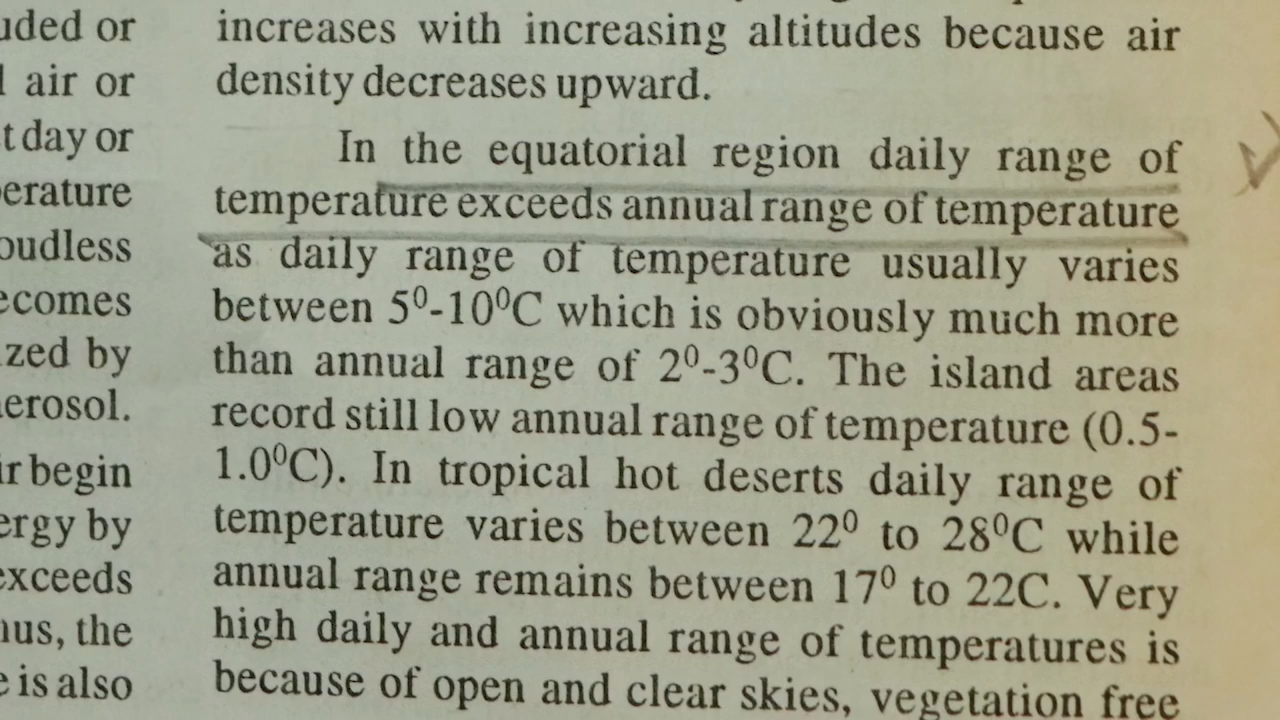 uded or
air or
t day or
erature
oudless
ecomes
zed by
aerosol.
ir begin
ergy by
exceeds
us, the
is also
increases with increasing altitudes because air
density decreases upward.
In the equatorial region daily range of
temperature exceeds annual range of temperature
as daily range of temperature usually varies
between 5⁰-10⁰C which is obviously much more
than annual range of 2⁰-3⁰C. The island areas
record still low annual range of temperature (0.5-
1.0⁰C). In tropical hot deserts daily range of
temperature varies between 22⁰ to 28⁰C while
annual range remains between 17⁰ to 22C. Very
high daily and annual range of temperatures is
because of open and clear skies, vegetation free